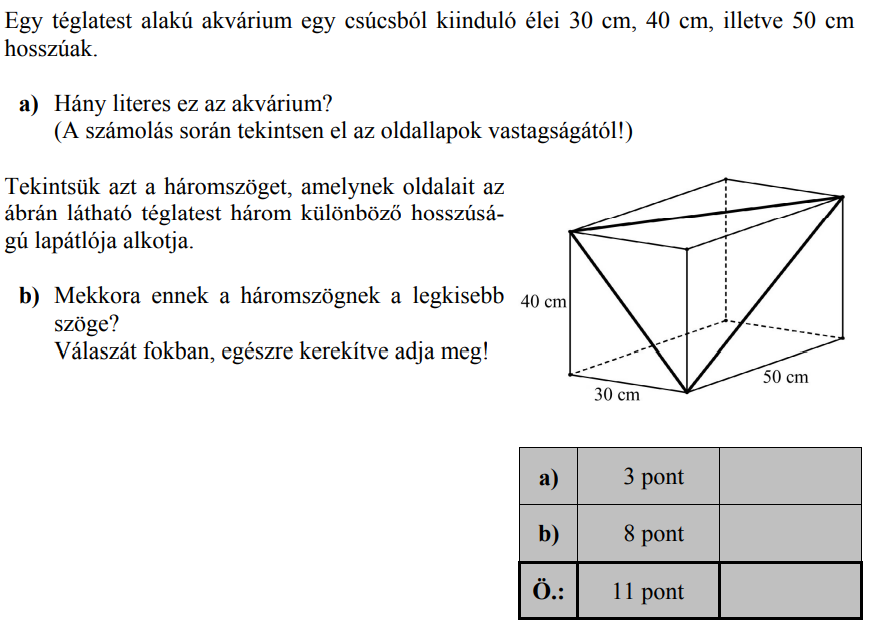 Egy téglatest alakú akvárium egy csúcsból kiinduló élei 30 cm, 40 cm, illetve 50 cm
hosszúak.
a) Hány literes ez az akvárium?
(A számolás során tekintsen el az oldallapok vastagságától!)
Tekintsük azt a háromszöget, amelynek oldalait az
ábrán látható téglatest három különböző hosszúsá-
gú lapátlója alkotja.
b) Mekkora ennek a háromszögnek a legkisebb
szöge?
Válaszát fokban, egészre kerekítve adja meg!
40 cm
30 cm
50 cm
a) 3 pont
b) 8 pont
Ö.: 11 pont